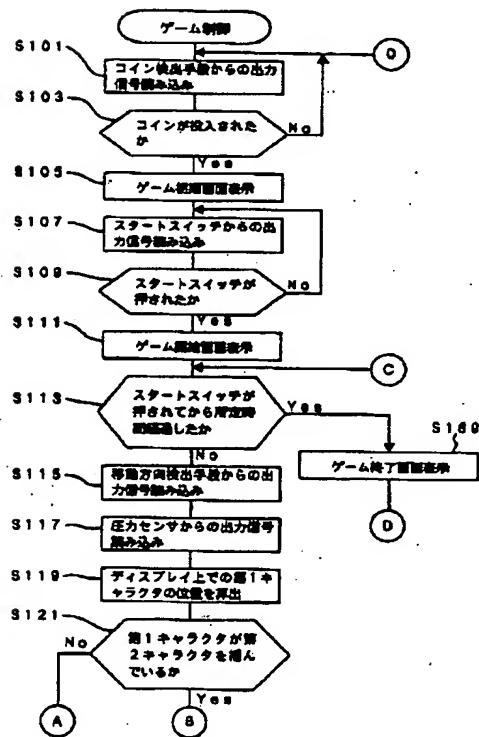 ゲーム制御
D
S101
コイン検出手段からの出力
信号読み込み
S103
コインが投入された
か
No
Yes
S105
ゲーム初期画面表示
S107
スタートスイッチからの出
力信号読み込み
S109
スタートスイッチが
押されたか
No
Yes
S111
ゲーム開始画面表示
C
S113
スタートスイッチが
押されてから所定時
間経過したか
Yes
S169
ゲーム終了画面表示
D
No
S115
移動方向検出手段からの出
力信号読み込み
S117
圧力センサからの出力信号
読み込み
S119
ディスプレイ上での第1キ
ャラクタの位置を算出
S121
第1キャラクタが第
2キャラクタを掴ん
でいるか
No
Yes
A
B